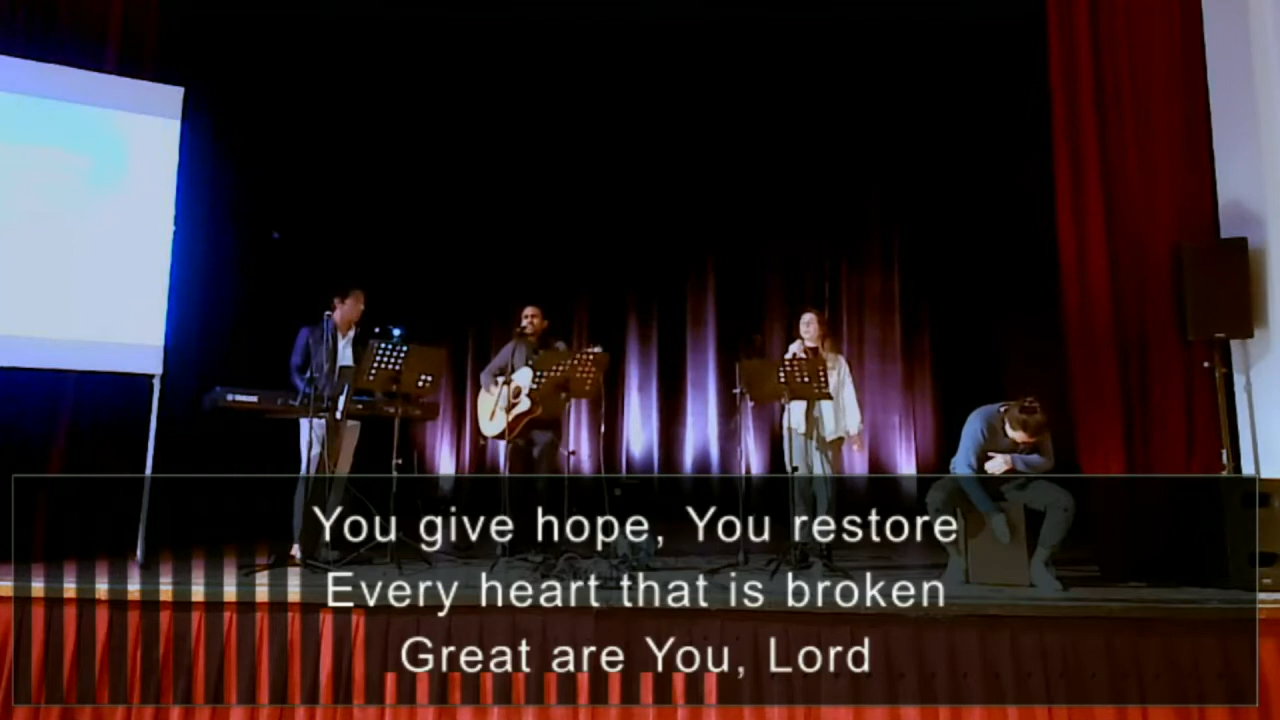 You give hope, You restore
Every heart that is broken
Great are You, Lord